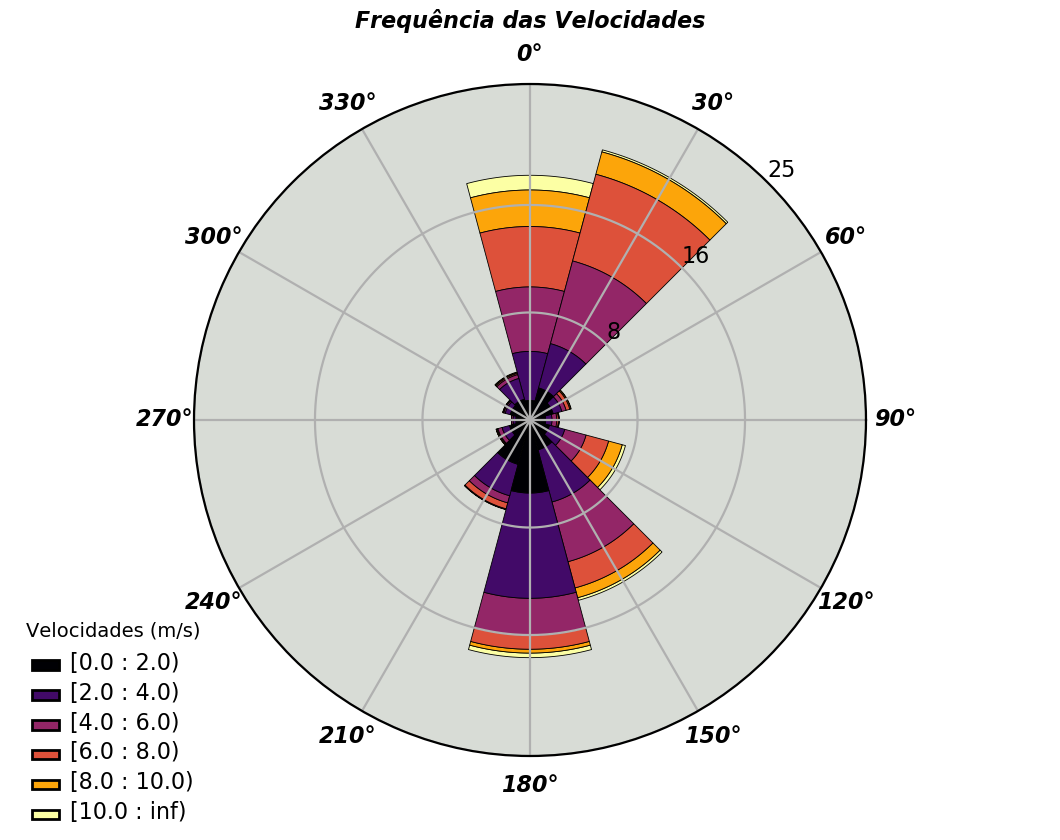 Frequência das Velocidades
0°
330°
30°
25
300°
60°
16
8
270°
90°
240°
120°
210°
150°
180°
Velocidades (m/s)
[0.0 : 2.0)
[2.0 : 4.0)
[4.0 : 6.0)
[6.0 : 8.0)
[8.0 : 10.0)
[10.0 : inf)